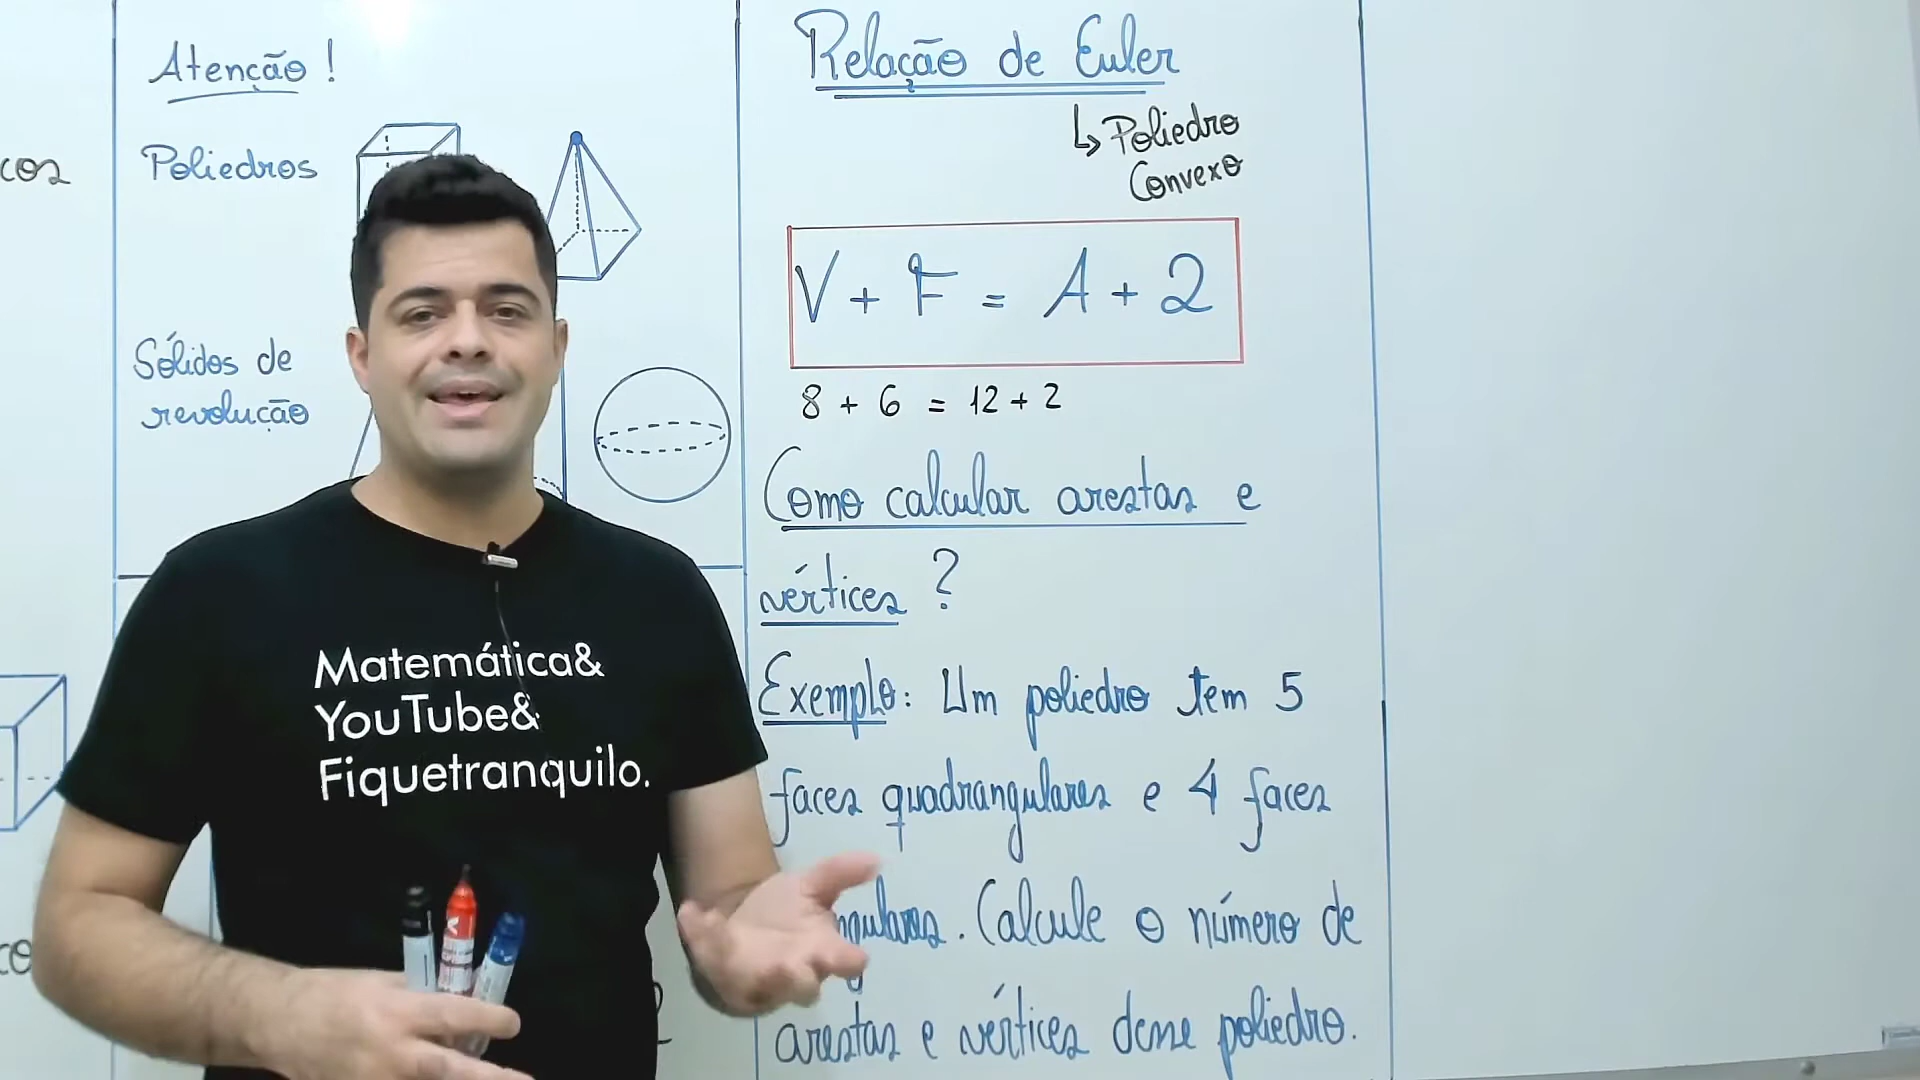 Atenção!
Poliedros
Sólidos de
revolução
Matemática&
YouTube&
Fiquetranquilo.
Relação de Euler
↳ Poliedro
Convexo
V + F = A + 2
8 + 6 = 12 + 2
Como calcular arestas e
vértices ?
Exemplo: Um poliedro tem 5
faces quadrangulares e 4 faces
ngulares. Calcule o número de
arestas e vértices desse poliedro.